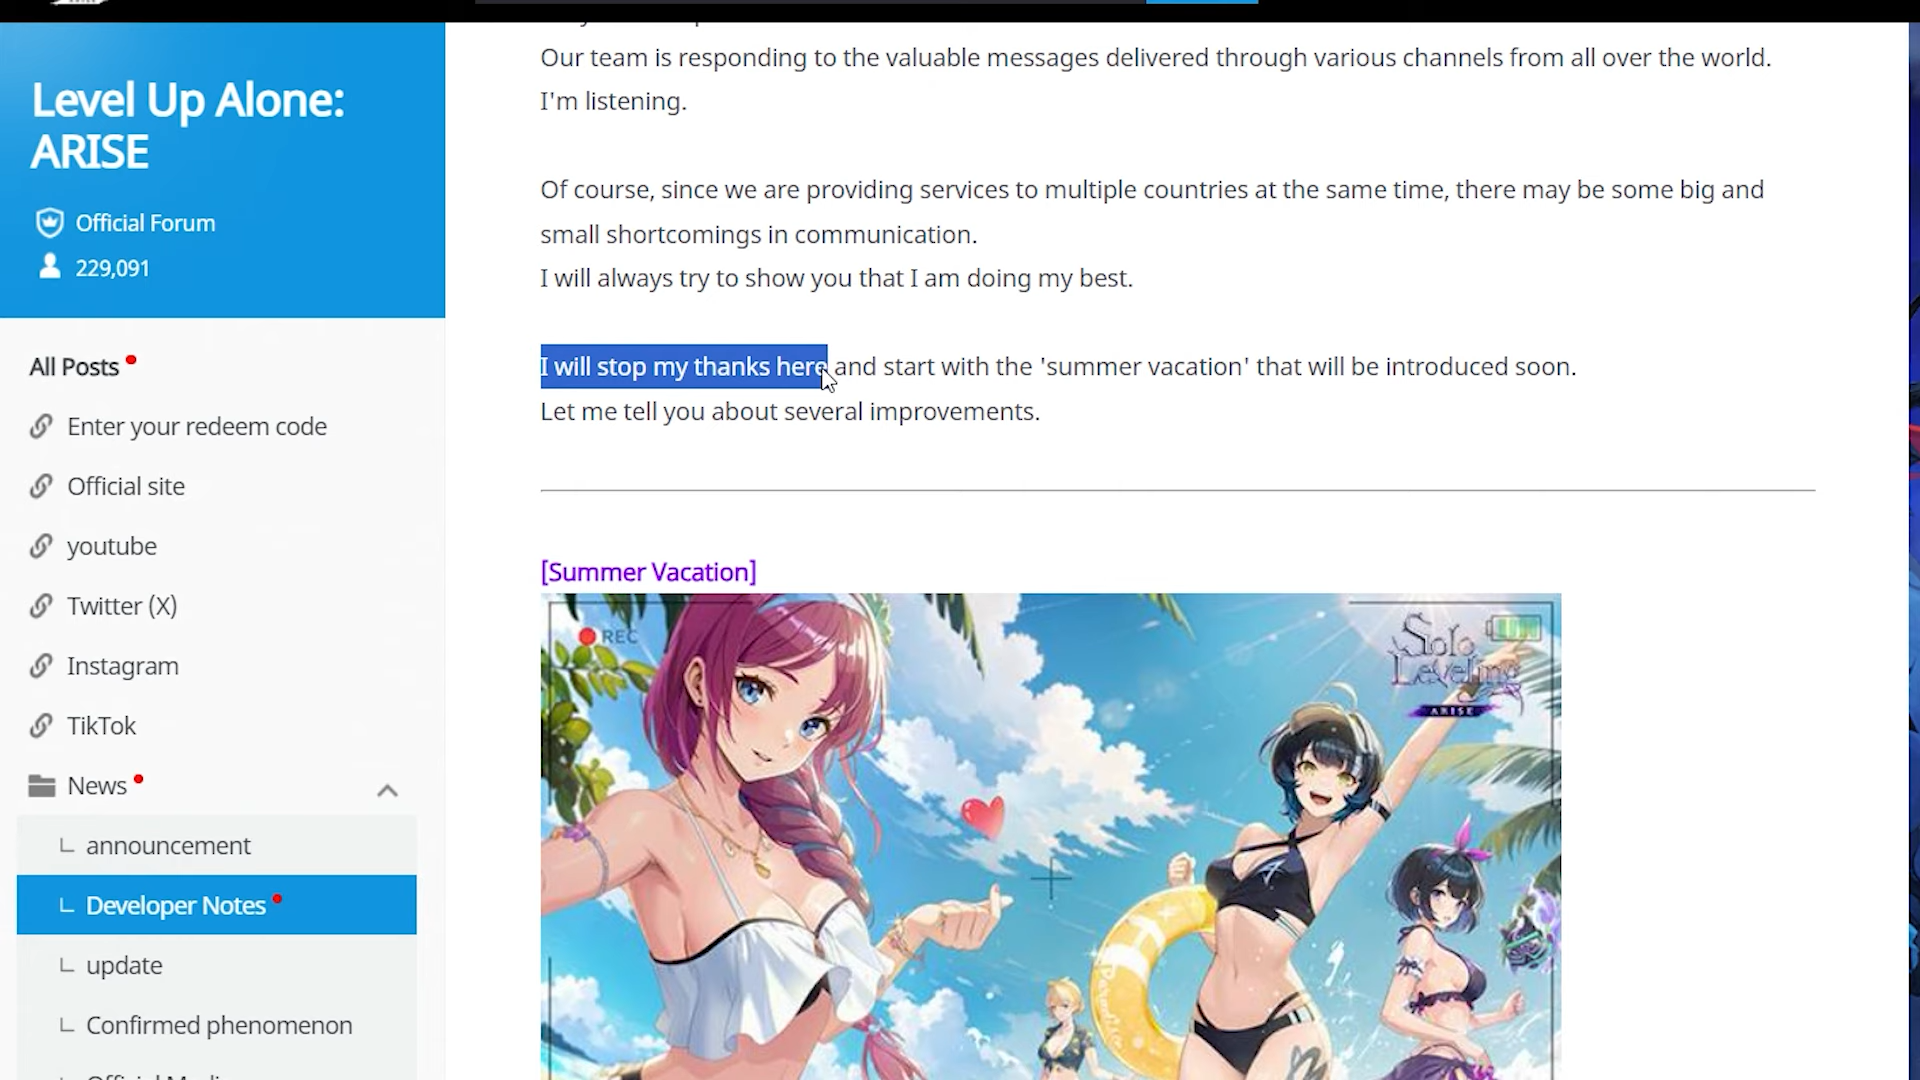 Level Up Alone:
ARISE
Official Forum
229,091
All Posts
Enter your redeem code
Official site
youtube
Twitter (X)
Instagram
TikTok
News
announcement
Developer Notes
update
Confirmed phenomenon
Our team is responding to the valuable messages delivered through various channels from all over the world.
I'm listening.
Of course, since we are providing services to multiple countries at the same time, there may be some big and
small shortcomings in communication.
I will always try to show you that I am doing my best.
I will stop my thanks here and start with the 'summer vacation' that will be introduced soon.
Let me tell you about several improvements.
[Summer Vacation]
REC
Solo
Leveling
ARISE